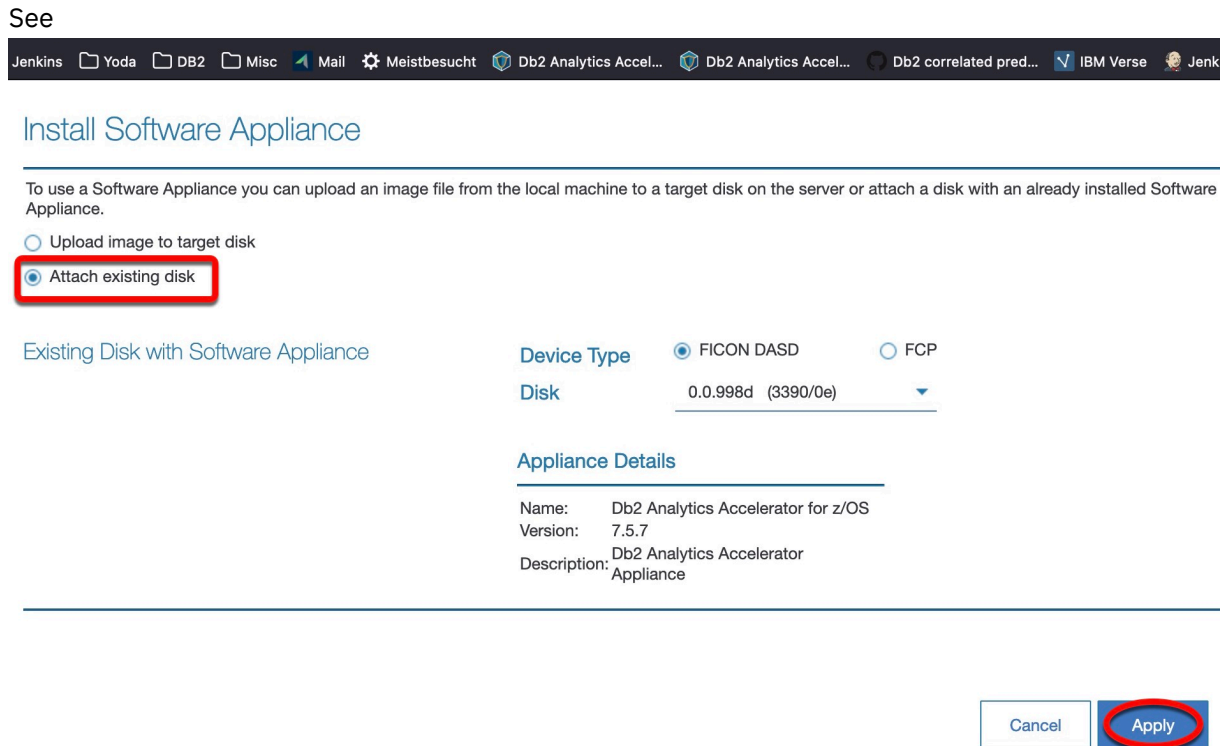 See
Jenkins Yoda DB2 Misc Mail Meistbesucht Db2 Analytics Accel... Db2 Analytics Accel... Db2 correlated pred... IBM Verse Jenk
Install Software Appliance
To use a Software Appliance you can upload an image file from the local machine to a target disk on the server or attach a disk with an already installed Software
Appliance.
Upload image to target disk
Attach existing disk
Existing Disk with Software Appliance
Device Type FICON DASD FCP
Disk 0.0.998d (3390/0e)
Appliance Details
Name: Db2 Analytics Accelerator for z/OS
Version: 7.5.7
Description: Db2 Analytics Accelerator
Appliance
Cancel Apply